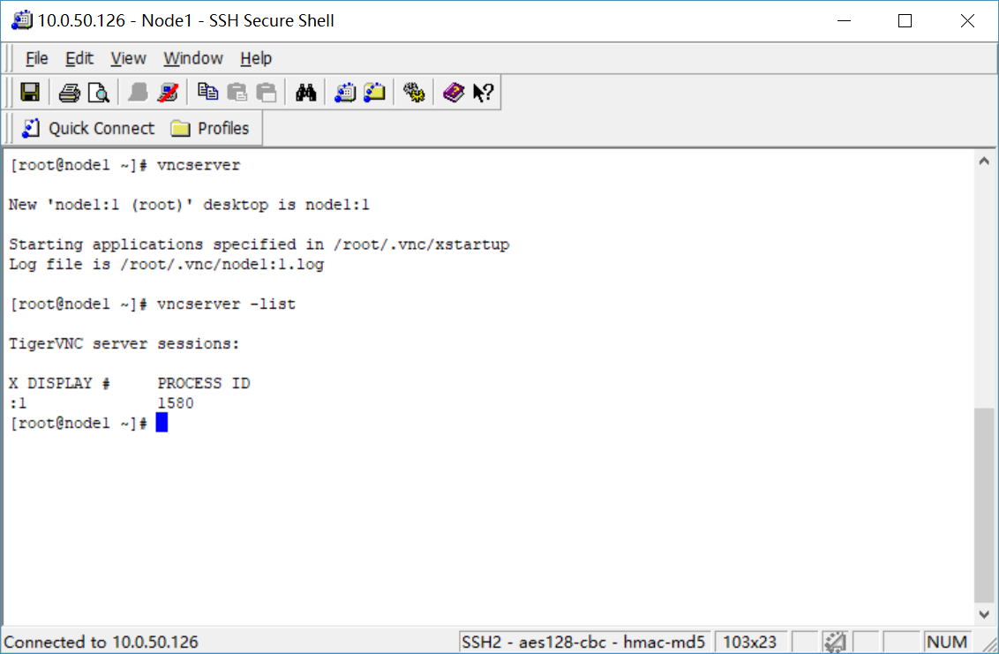 10.0.50.126 - Node1 - SSH Secure Shell
File Edit View Window Help
Quick Connect Profiles
[root@node1 ~]# vncserver
New 'node1:1 (root)' desktop is node1:1
Starting applications specified in /root/.vnc/xstartup
Log file is /root/.vnc/node1:1.log
[root@node1 ~]# vncserver -list
TigerVNC server sessions:
X DISPLAY # PROCESS ID
:1 1580
[root@node1 ~]#
Connected to 10.0.50.126 SSH2 - aes128-cbc - hmac-md5 103x23 NUM